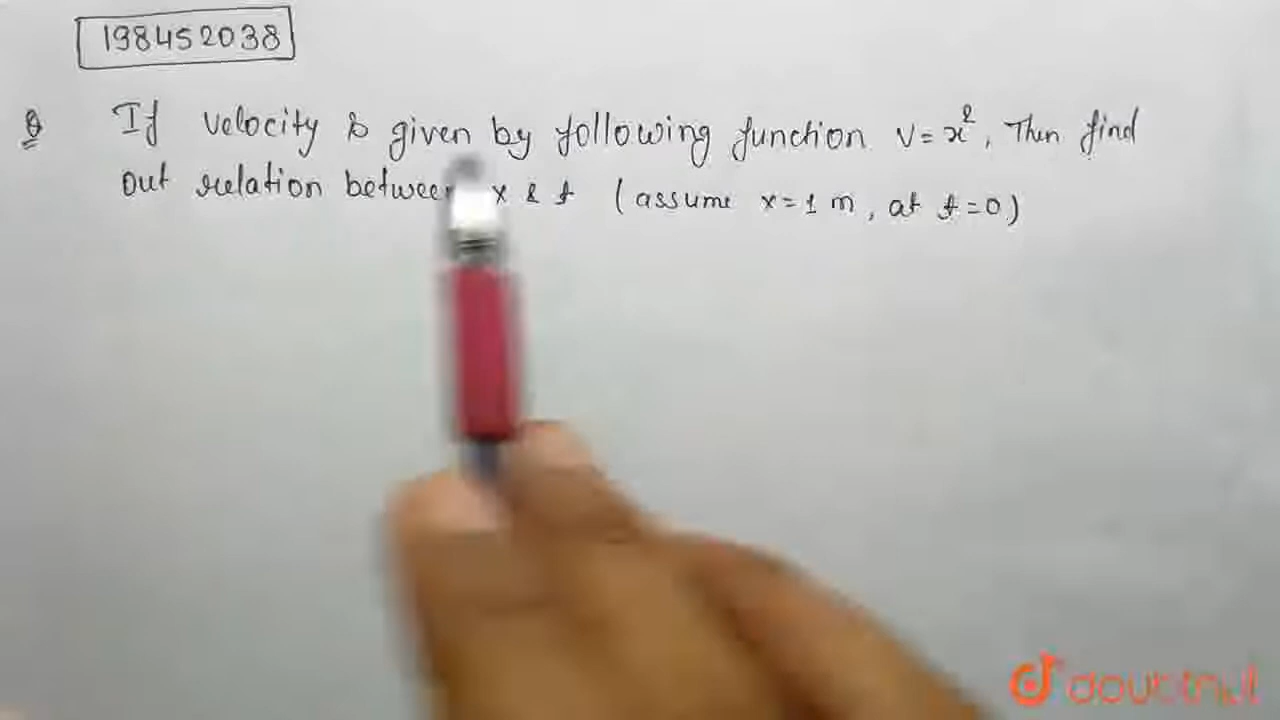 198452038
Q If velocity is given by following function v = x², Then find
out relation between x & t (assume x = 1 m, at t = 0)
doubtnut